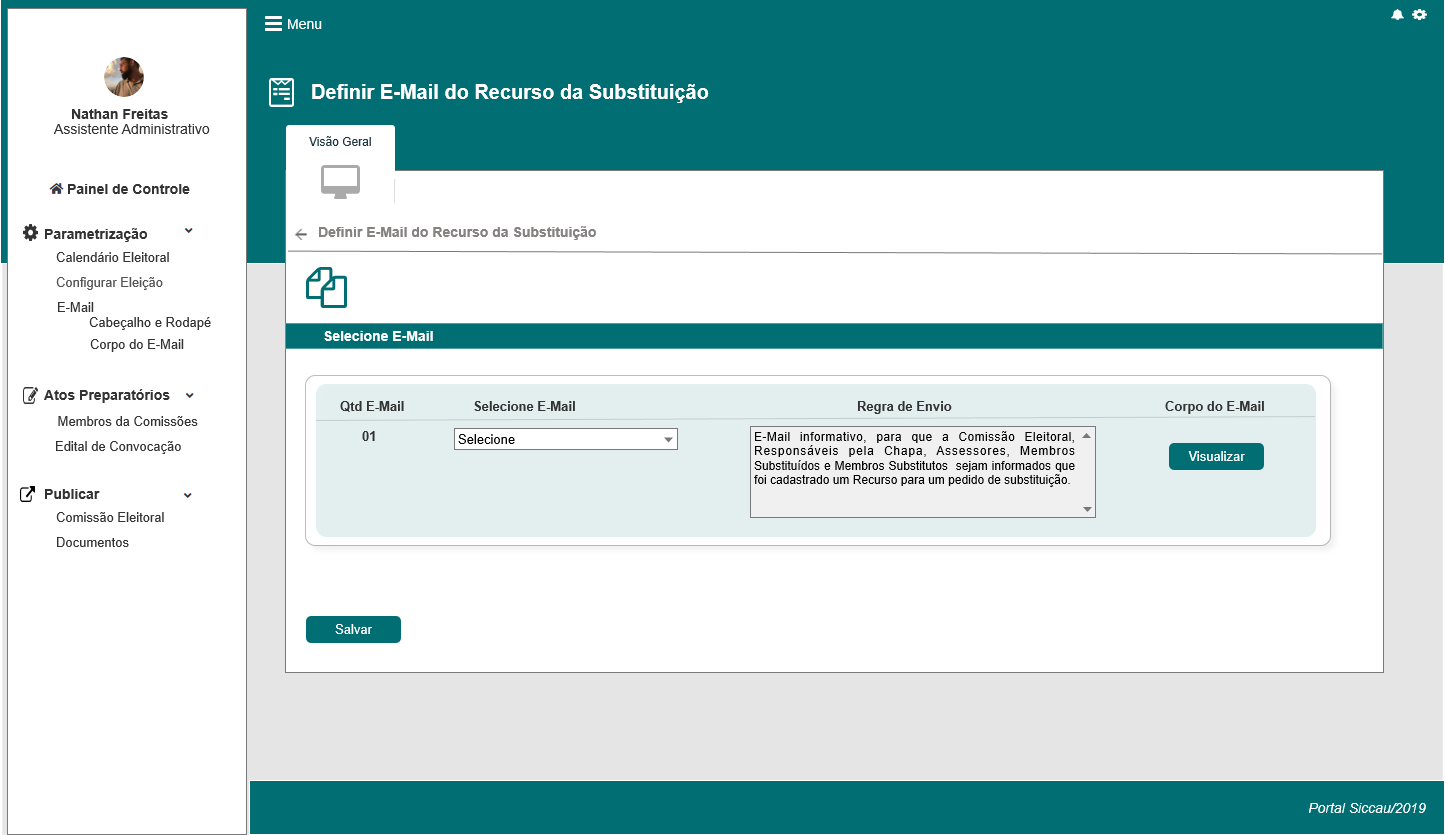 Menu
Nathan Freitas
Assistente Administrativo
Painel de Controle
Parametrização
Calendário Eleitoral
Configurar Eleição
E-Mail
Cabeçalho e Rodapé
Corpo do E-Mail
Atos Preparatórios
Membros da Comissões
Edital de Convocação
Publicar
Comissão Eleitoral
Documentos
Definir E-Mail do Recurso da Substituição
Visão Geral
Definir E-Mail do Recurso da Substituição
Selecione E-Mail
Qtd E-Mail Selecione E-Mail Regra de Envio Corpo do E-Mail
01 Selecione
E-Mail informativo, para que a Comissão Eleitoral,
Responsáveis pela Chapa, Assessores, Membros
Substituídos e Membros Substitutos sejam informados que
foi cadastrado um Recurso para um pedido de substituição.
Visualizar
Salvar
Portal Siccau/2019